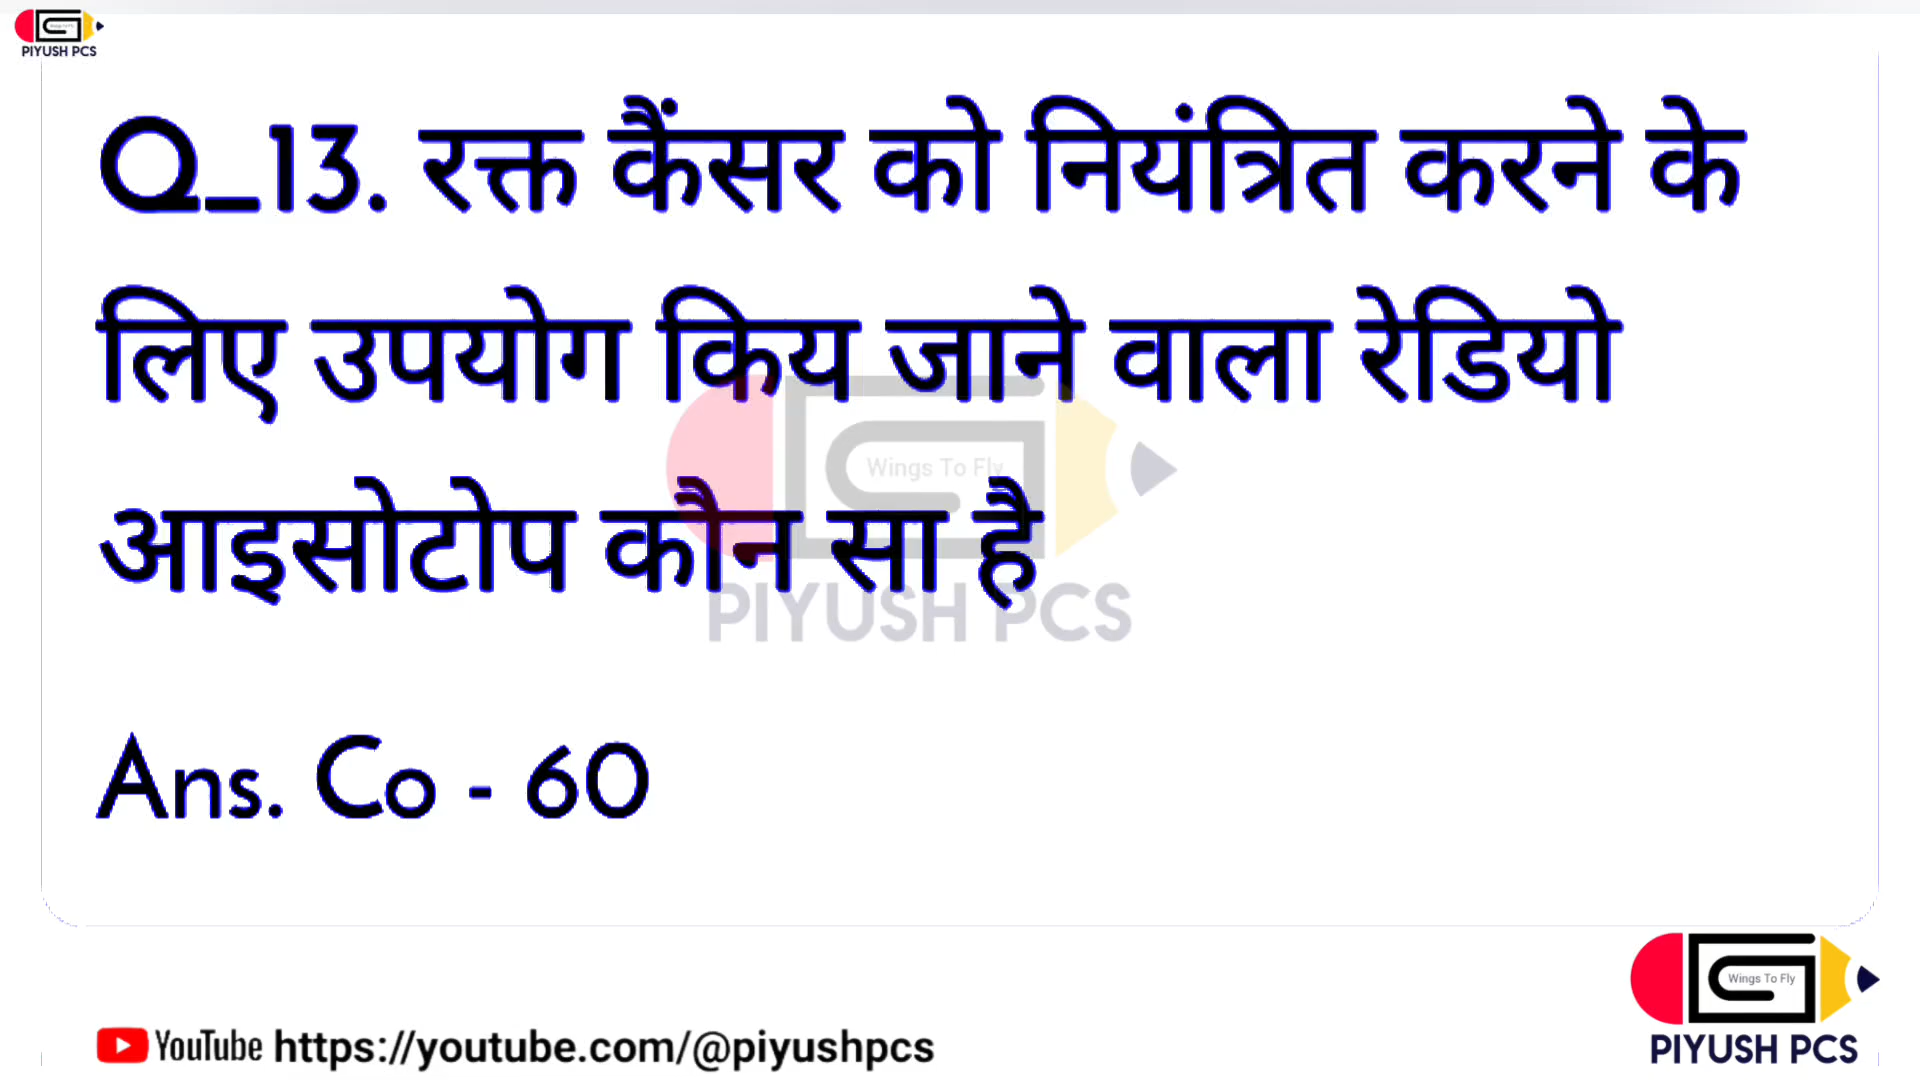 PIYUSH PCS
Q_13. रक्त कैंसर को नियंत्रित करने के
लिए उपयोग किय जाने वाला रेडियो
आइसोटोप कौन सा है
Wings To Fly
PIYUSH PCS
Ans. Co - 60
Wings To Fly
PIYUSH PCS
YouTube https://youtube.com/@piyushpcs